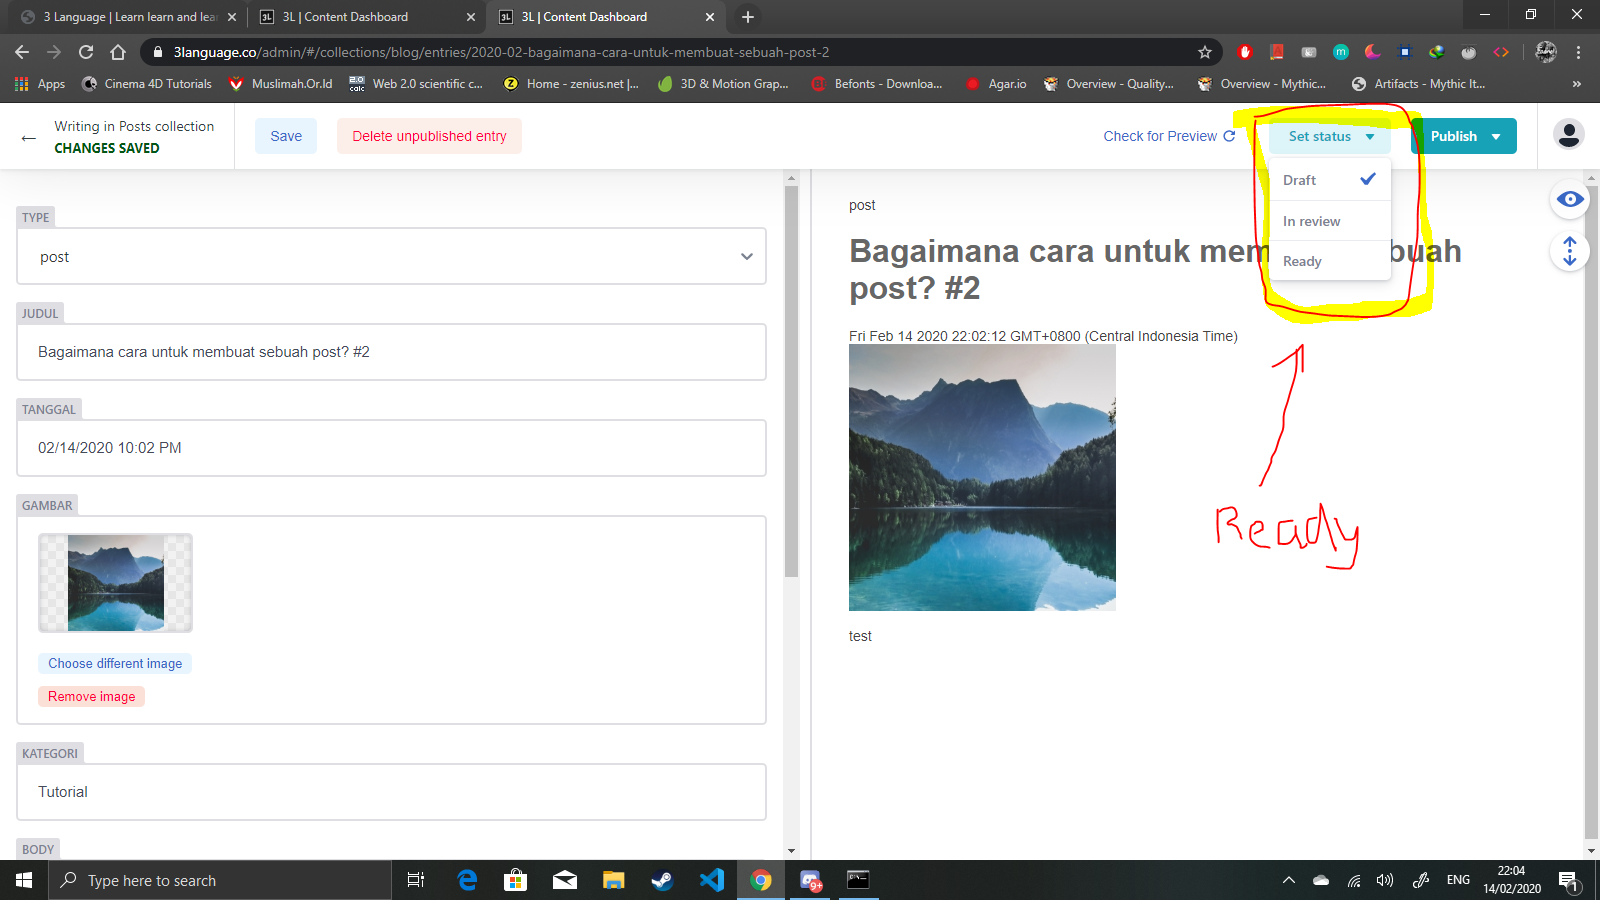 3 Language | Learn learn and lea
3L | Content Dashboard
3L | Content Dashboard
3language.co/admin/#/collections/blog/entries/2020-02-bagaimana-cara-untuk-membuat-sebuah-post-2
Apps
Cinema 4D Tutorials
Muslimah.Or.Id
Web 2.0 scientific c...
Home - zenius.net |...
3D & Motion Grap...
Befonts - Downloa...
Agar.io
Overview - Quality...
Overview - Mythic...
Artifacts - Mythic It...
»
Writing in Posts collection
CHANGES SAVED
Save
Delete unpublished entry
Check for Preview
Set status
Publish
Draft
In review
Ready
TYPE
post
JUDUL
Bagaimana cara untuk membuat sebuah post? #2
TANGGAL
02/14/2020 10:02 PM
GAMBAR
Choose different image
Remove image
KATEGORI
Tutorial
BODY
post
Bagaimana cara untuk mem buah
post? #2
Fri Feb 14 2020 22:02:12 GMT+0800 (Central Indonesia Time)
test
Ready
Type here to search
9+
ENG
22:04
14/02/2020
1